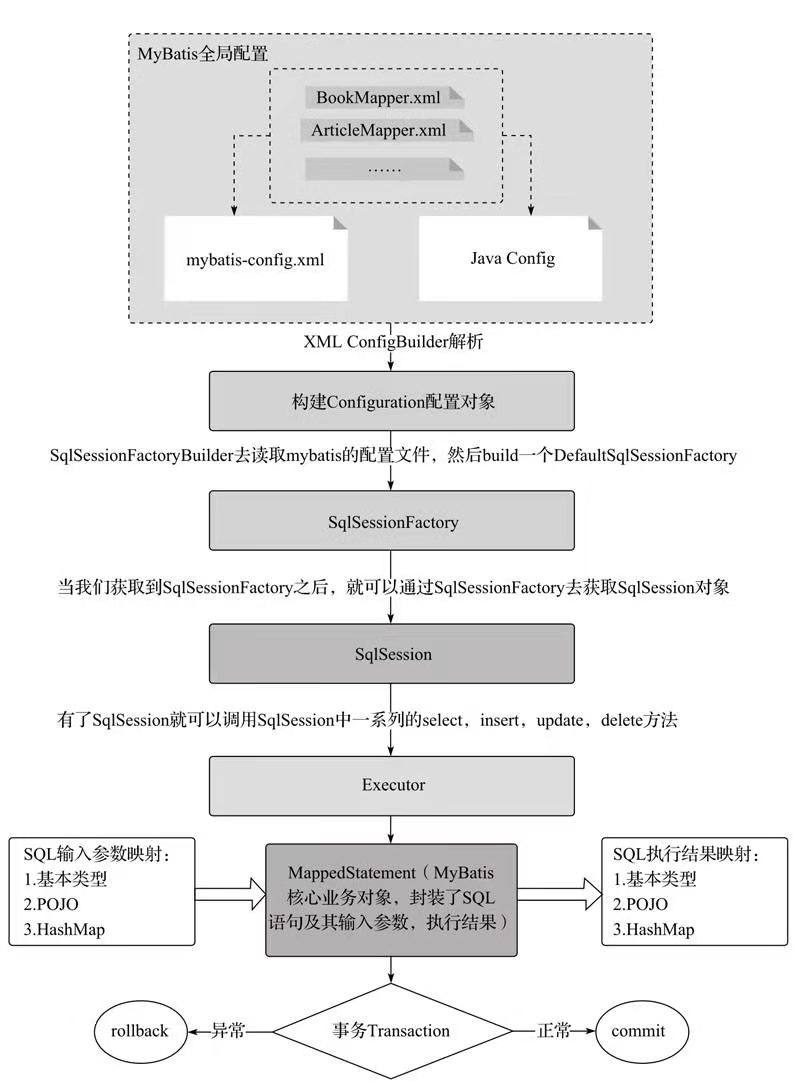 MyBatis全局配置
BookMapper.xml
ArticleMapper.xml
……
mybatis-config.xml
Java Config
XML ConfigBuilder解析
构建Configuration配置对象
SqlSessionFactoryBuilder去读取mybatis的配置文件，然后build一个DefaultSqlSessionFactory
SqlSessionFactory
当我们获取到SqlSessionFactory之后，就可以通过SqlSessionFactory去获取SqlSession对象
SqlSession
有了SqlSession就可以调用SqlSession中一系列的select，insert，update，delete方法
Executor
SQL输入参数映射：
1.基本类型
2.POJO
3.HashMap
MappedStatement（MyBatis
核心业务对象，封装了SQL
语句及其输入参数，执行结果）
SQL执行结果映射：
1.基本类型
2.POJO
3.HashMap
rollback
异常
事务Transaction
正常
commit